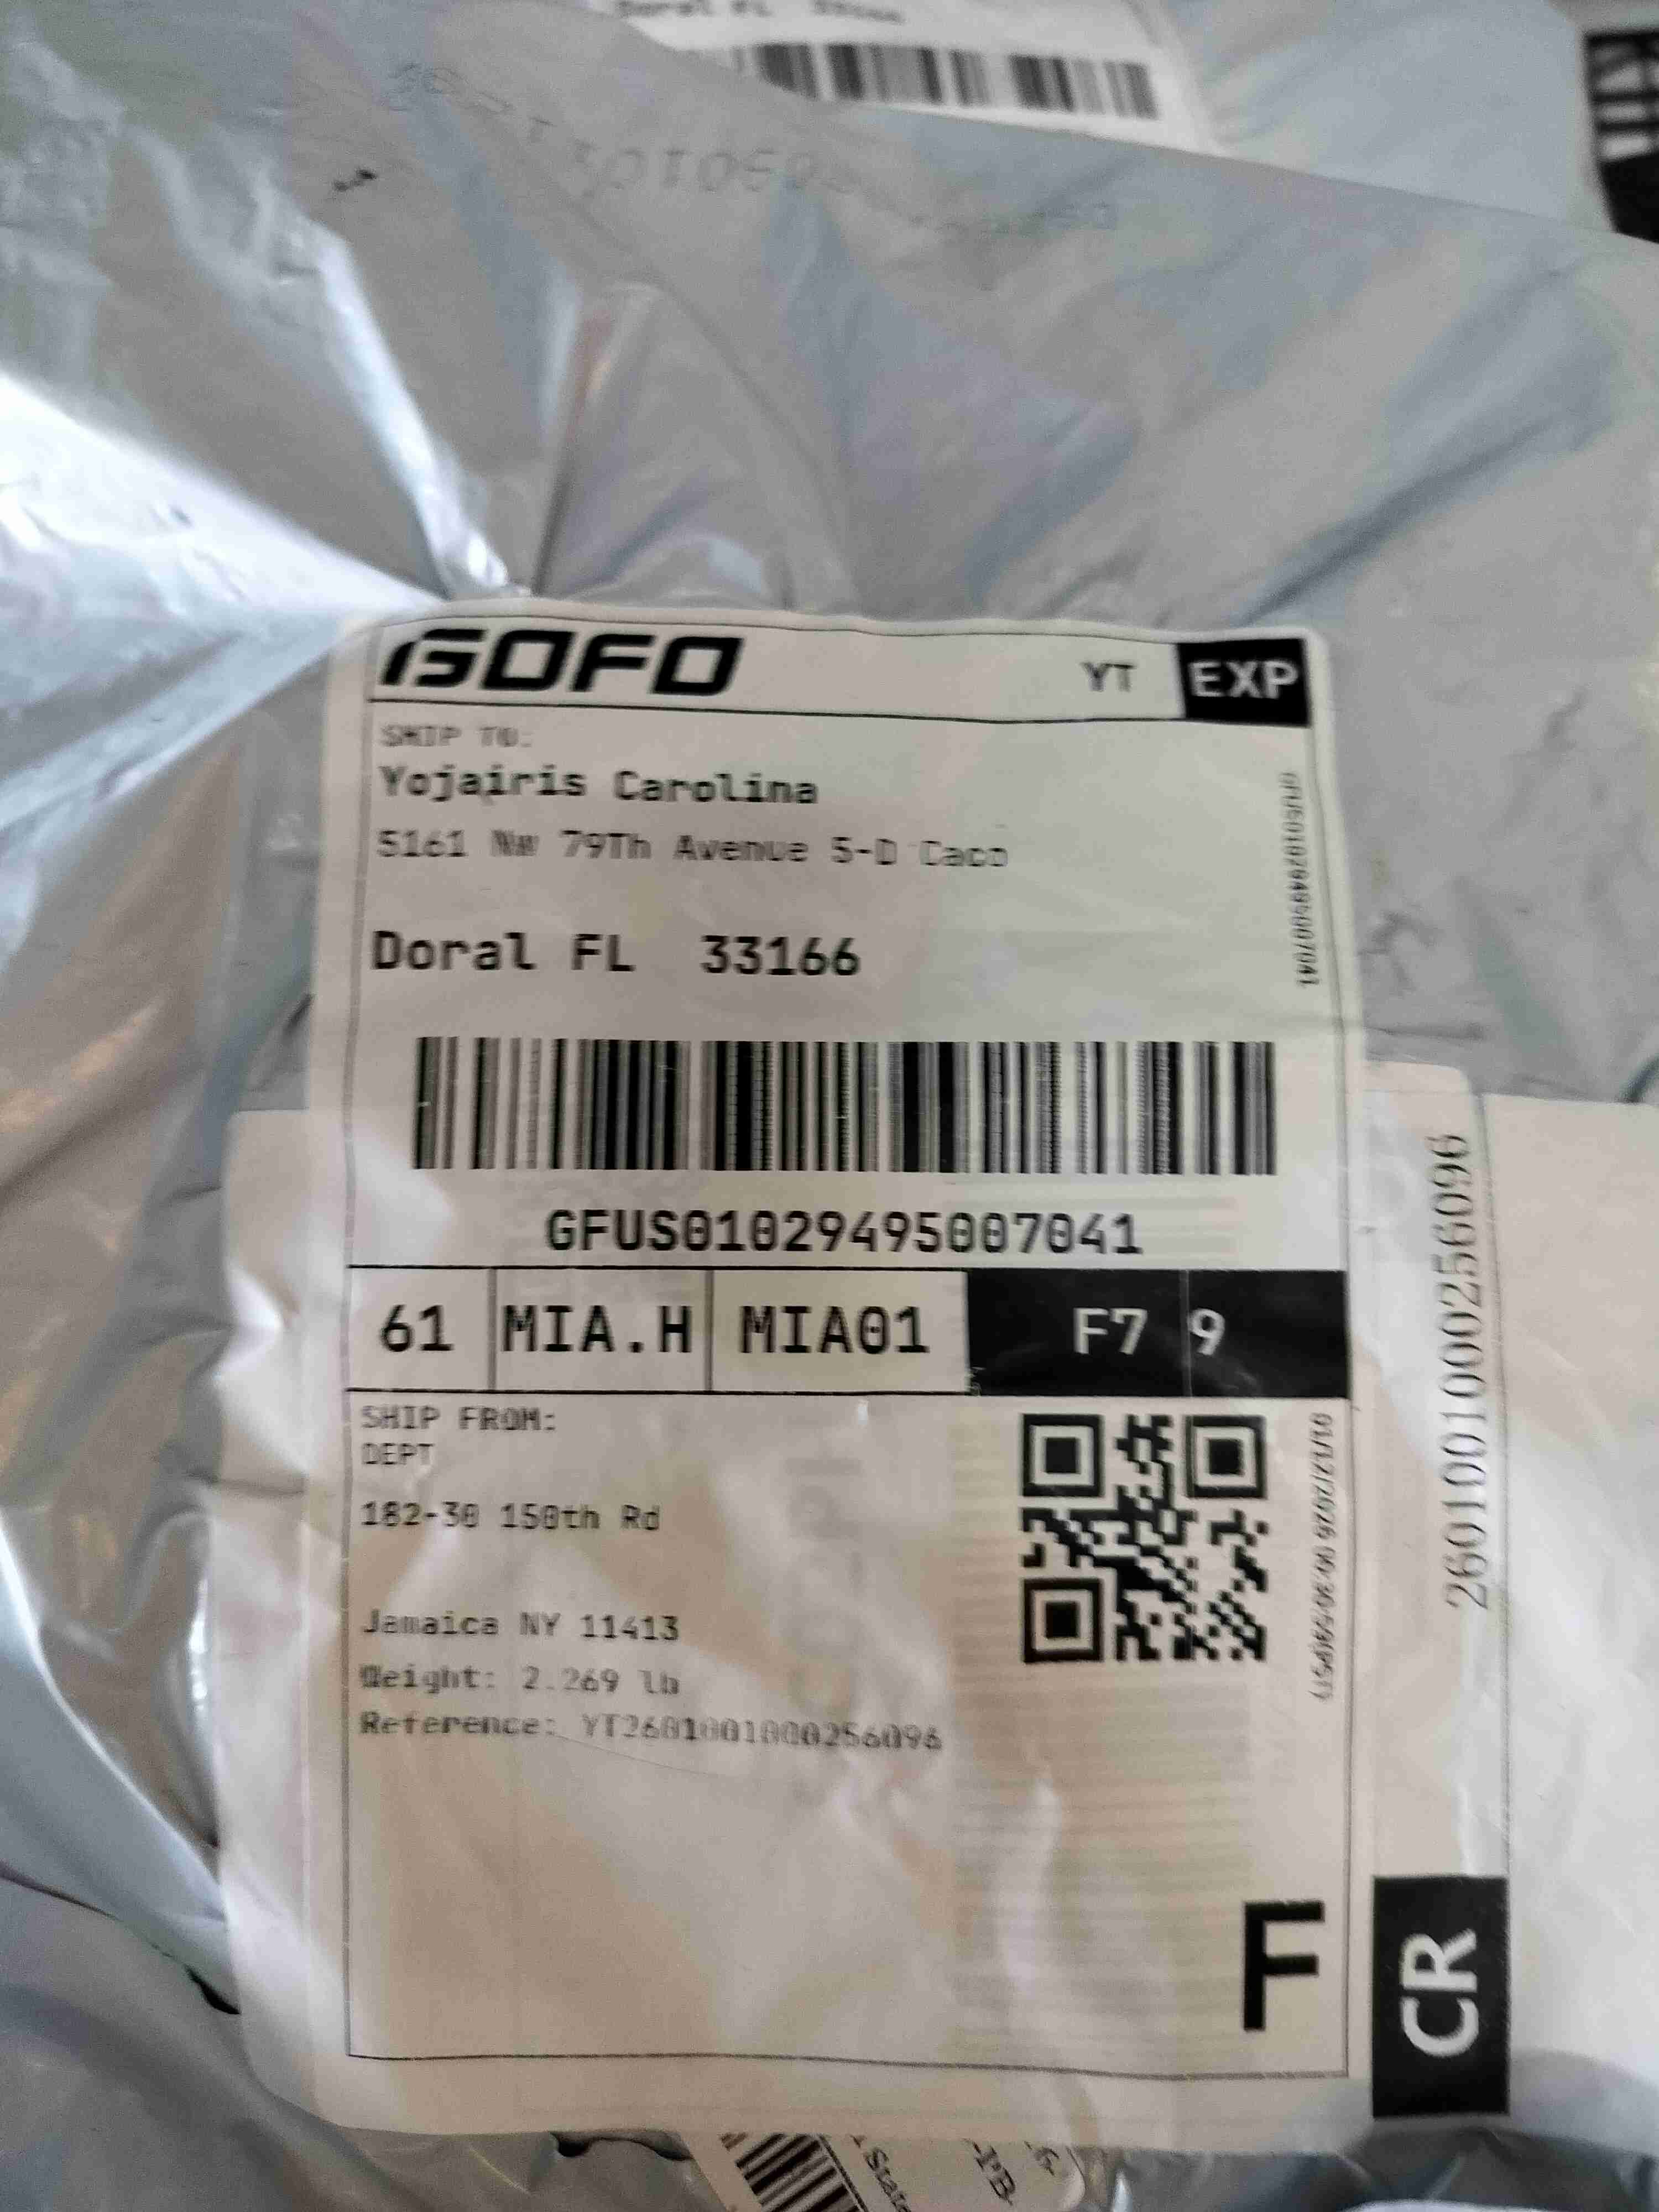 Doral FL
GOFO
YT EXP
SHIP TO:
Yojairis Carolina
5161 Nw 79Th Avenue 5-D Caco
GFUS01029495007041
Doral FL 33166
GFUS01029495007041
61 MIA.H MIA01 F7 9
SHIP FROM:
DEPT
182-30 150th Rd
Jamaica NY 11413
Weight: 2.269 lb
Reference: YT2601001000256096
F
2601001000256096
CR